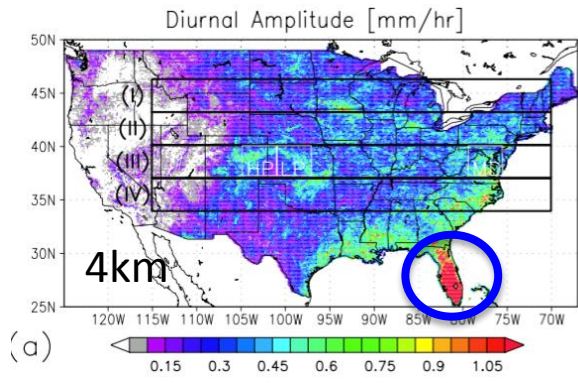 Diurnal Amplitude [mm/hr]
50N
45N
40N
35N
30N
25N
(I)
(II)
(III)
(IV)
HP LP
4km
120W 115W 110W 105W 100W 95W 90W 85W 80W 75W 70W
(a)
0.15 0.3 0.45 0.6 0.75 0.9 1.05